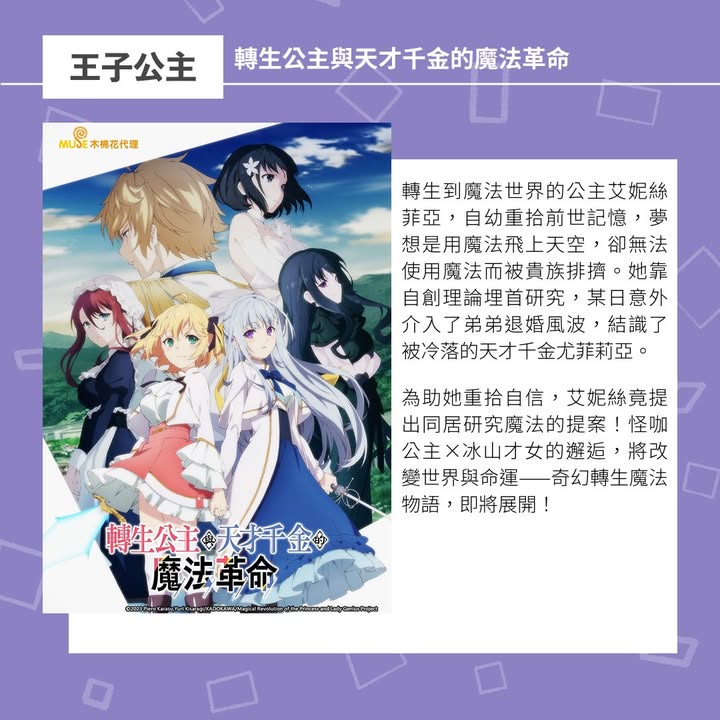 王子公主
轉生公主與天才千金的魔法革命
MUSE 木棉花代理
轉生到魔法世界的公主艾妮絲
菲亞，自幼重拾前世記憶，夢
想是用魔法飛上天空，卻無法
使用魔法而被貴族排擠。她靠
自創理論埋首研究，某日意外
介入了弟弟退婚風波，結識了
被冷落的天才千金尤菲莉亞。
為助她重拾自信，艾妮絲竟提
出同居研究魔法的提案！怪咖
公主×冰山才女的邂逅，將改
變世界與命運——奇幻轉生魔法
物語，即將展開！
轉生公主與天才千金的
魔法革命
©2023 Piero Karasu,Yuri Kisaragi/KADOKAWA/Magical Revolution of the Princess and Lady Genius Project